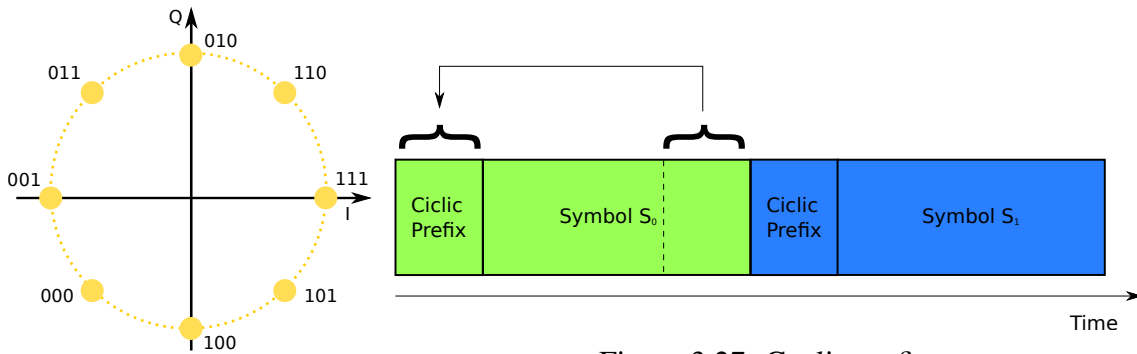 Q
010
011
110
001
111
I
000
101
100
Ciclic
Prefix
Symbol S₀
Ciclic
Prefix
Symbol S₁
Time